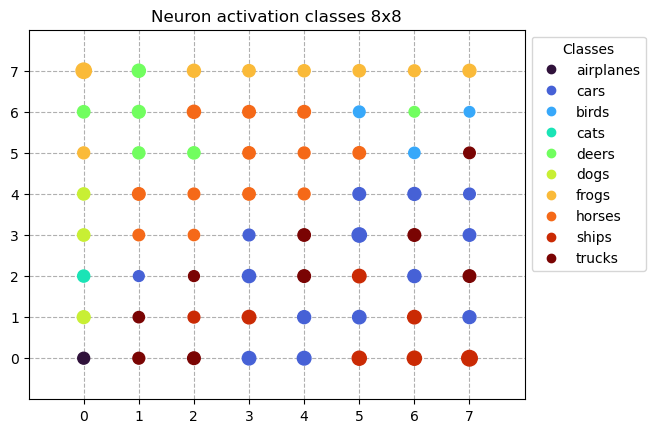 Neuron activation classes 8x8
7
6
5
4
3
2
1
0
0 1 2 3 4 5 6 7
Classes
airplanes
cars
birds
cats
deers
dogs
frogs
horses
ships
trucks